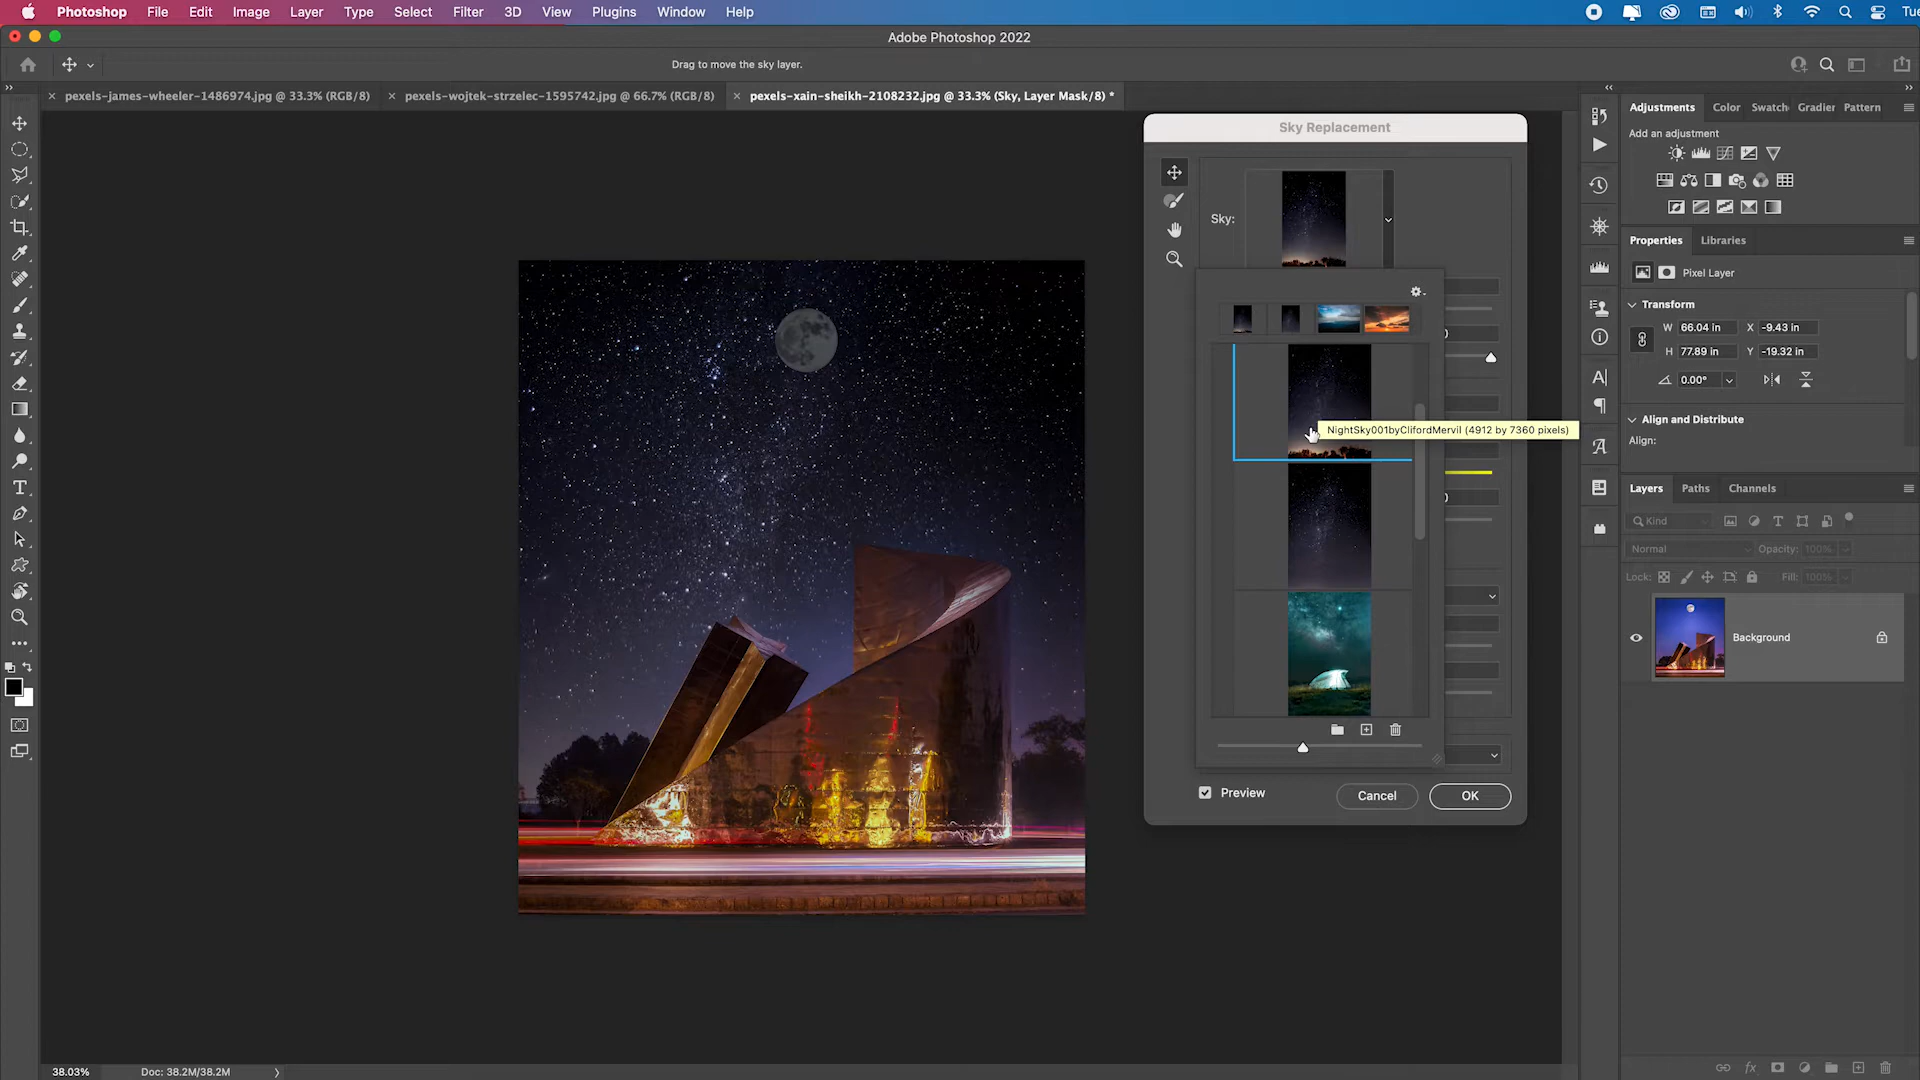 Photoshop File Edit Image Layer Type Select Filter 3D View Plugins Window Help
Adobe Photoshop 2022
Drag to move the sky layer.
pexels-james-wheeler-1486974.jpg @ 33.3% (RGB/8)
pexels-wojtek-strzelec-1595742.jpg @ 66.7% (RGB/8)
pexels-xain-sheikh-2108232.jpg @ 33.3% (Sky, Layer Mask/8) *
Sky Replacement
Sky:
NightSky001byClifordMervil (4912 by 7360 pixels)
Preview
Cancel
OK
Adjustments Color Swatch Gradier Pattern
Add an adjustment
Properties Libraries
Pixel Layer
Transform
W 66.04 in X -9.43 in
H 77.89 in Y -19.32 in
0.00°
Align and Distribute
Align:
Layers Paths Channels
Kind
Normal Opacity: 100%
Lock: Fill: 100%
Background
38.03% Doc: 38.2M/38.2M